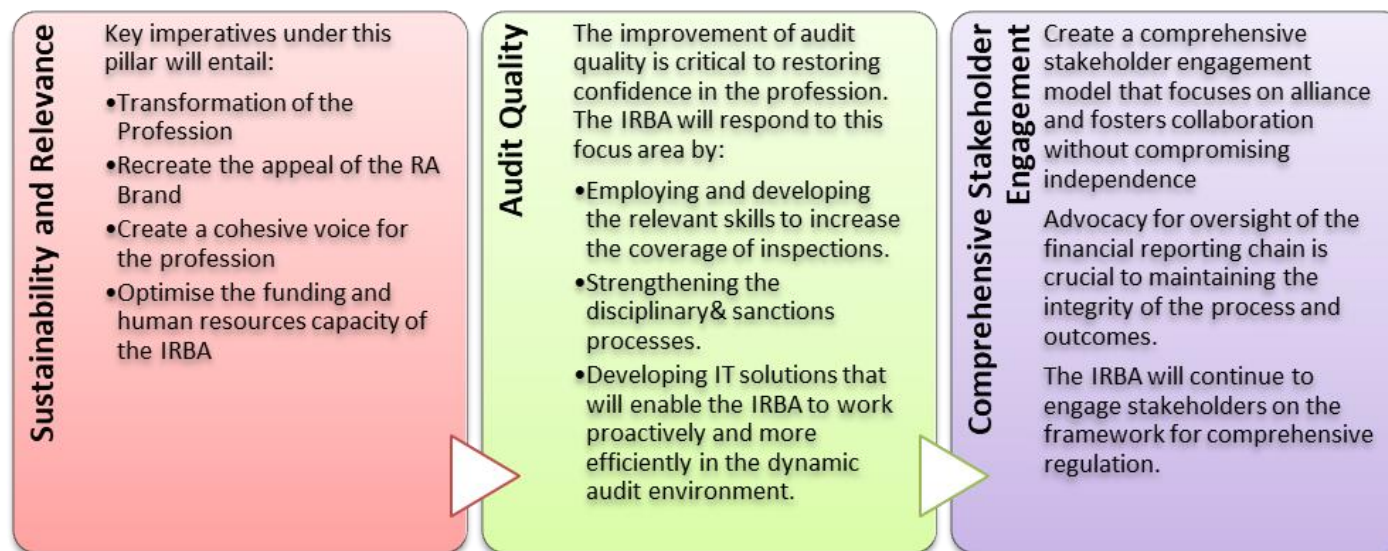 Sustainability and Relevance
Key imperatives under this
pillar will entail:
•Transformation of the
Profession
•Recreate the appeal of the RA
Brand
•Create a cohesive voice for
the profession
•Optimise the funding and
human resources capacity of
the IRBA
Audit Quality
The improvement of audit
quality is critical to restoring
confidence in the profession.
The IRBA will respond to this
focus area by:
•Employing and developing
the relevant skills to increase
the coverage of inspections.
•Strengthening the
disciplinary& sanctions
processes.
•Developing IT solutions that
will enable the IRBA to work
proactively and more
efficiently in the dynamic
audit environment.
Comprehensive Stakeholder
Engagement
Create a comprehensive
stakeholder engagement
model that focuses on alliance
and fosters collaboration
without compromising
independence
Advocacy for oversight of the
financial reporting chain is
crucial to maintaining the
integrity of the process and
outcomes.
The IRBA will continue to
engage stakeholders on the
framework for comprehensive
regulation.